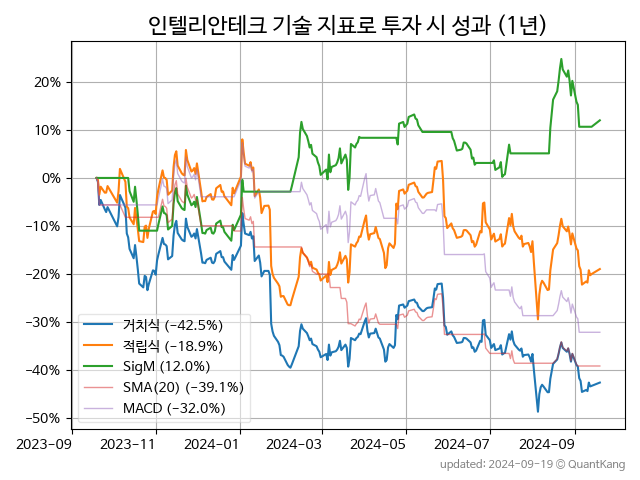 인텔리안테크 기술 지표로 투자 시 성과 (1년)
20%
10%
0%
−10%
−20%
−30%
−40%
−50%
거치식 (−42.5%)
적립식 (−18.9%)
SigM (12.0%)
SMA(20) (−39.1%)
MACD (−32.0%)
2023-09 2023-11 2024-01 2024-03 2024-05 2024-07 2024-09
updated: 2024-09-19 © QuantKang